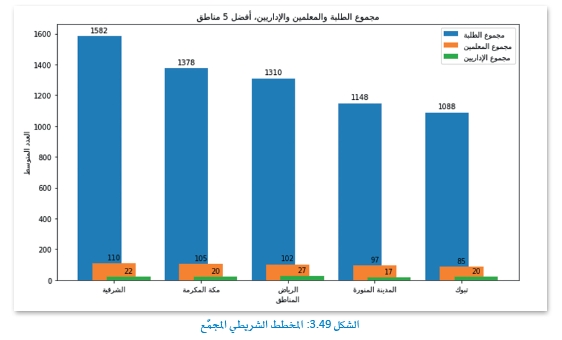 مجموع الطلبة والمعلمين والإداريين، أفضل 5 مناطق
مجموع الطلبة
مجموع المعلمين
مجموع الإداريين
العدد المتوسط
1600
1400
1200
1000
800
600
400
200
0
1582
1378
1310
1148
1088
110
105
102
97
85
22
20
27
17
20
الشرقية
مكة المكرمة
الرياض
المدينة المنورة
تبوك
المناطق
الشكل 3.49: المخطط الشريطي المجمَّع